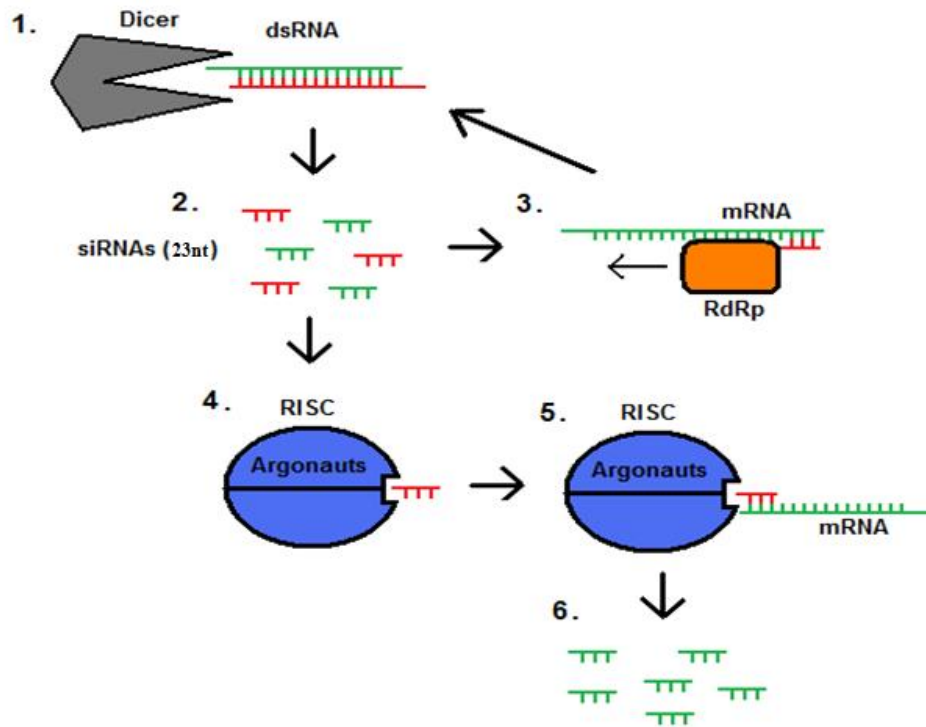 1.
Dicer
dsRNA
2.
siRNAs (23nt)
3.
mRNA
RdRp
4.
RISC
Argonauts
5.
RISC
Argonauts
mRNA
6.